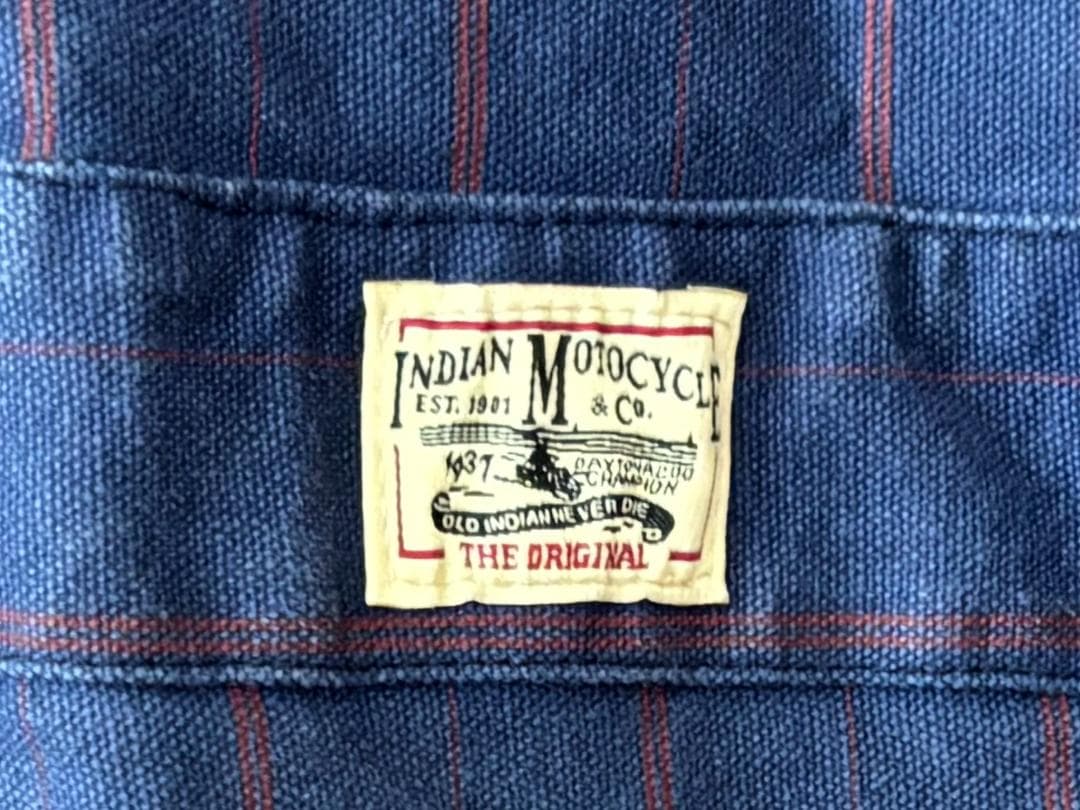 INDIAN MOTOCYCLE
EST. 1901 & CO.
1937 DAYTONA 200
CHAMPION
OLD INDIAN NEVER DIE
THE ORIGINAL